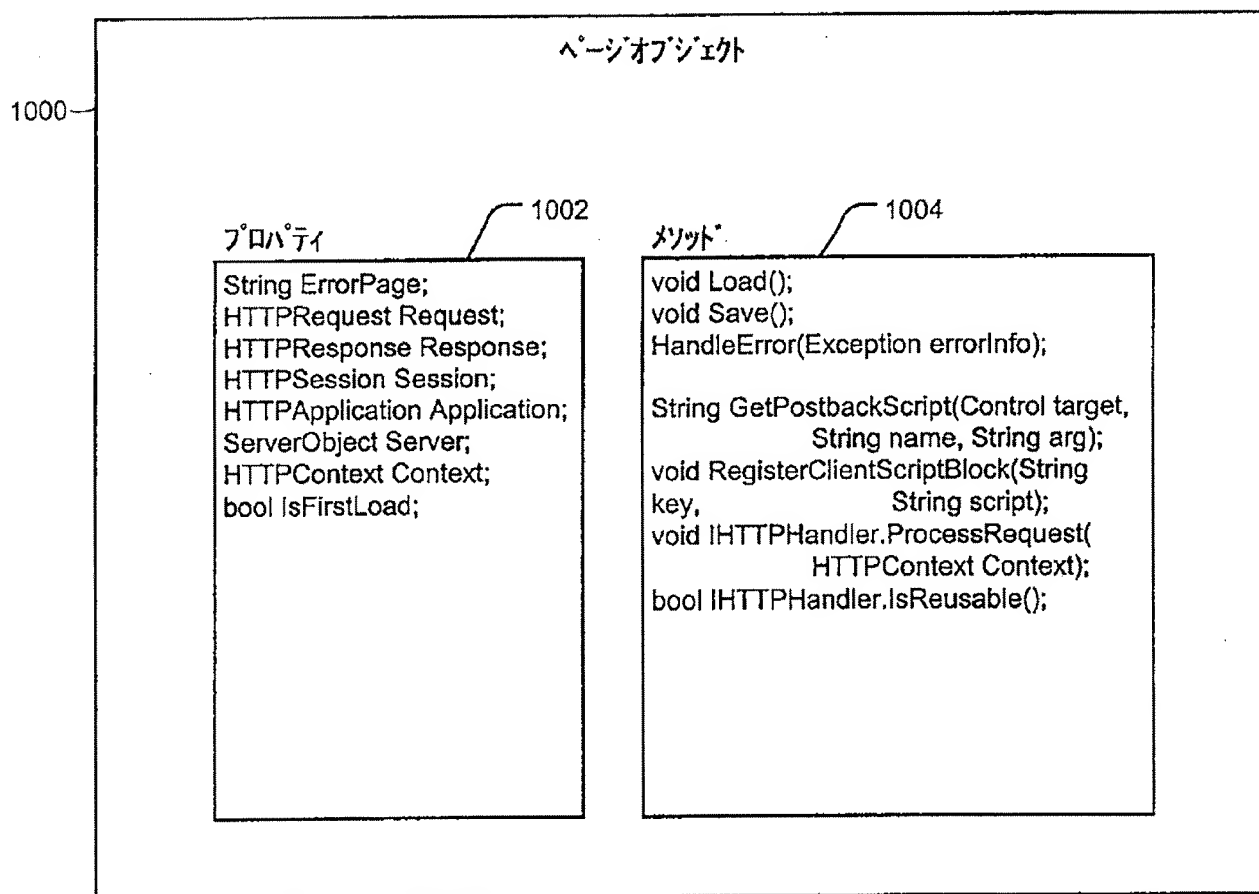 ページオブジェクト
1000
1002
プロパティ
String ErrorPage;
HTTPRequest Request;
HTTPResponse Response;
HTTPSession Session;
HTTPApplication Application;
ServerObject Server;
HTTPContext Context;
bool IsFirstLoad;
1004
メソッド
void Load();
void Save();
HandleError(Exception errorInfo);
String GetPostbackScript(Control target,
String name, String arg);
void RegisterClientScriptBlock(String
key, String script);
void IHTTPHandler.ProcessRequest(
HTTPContext Context);
bool IHTTPHandler.IsReusable();